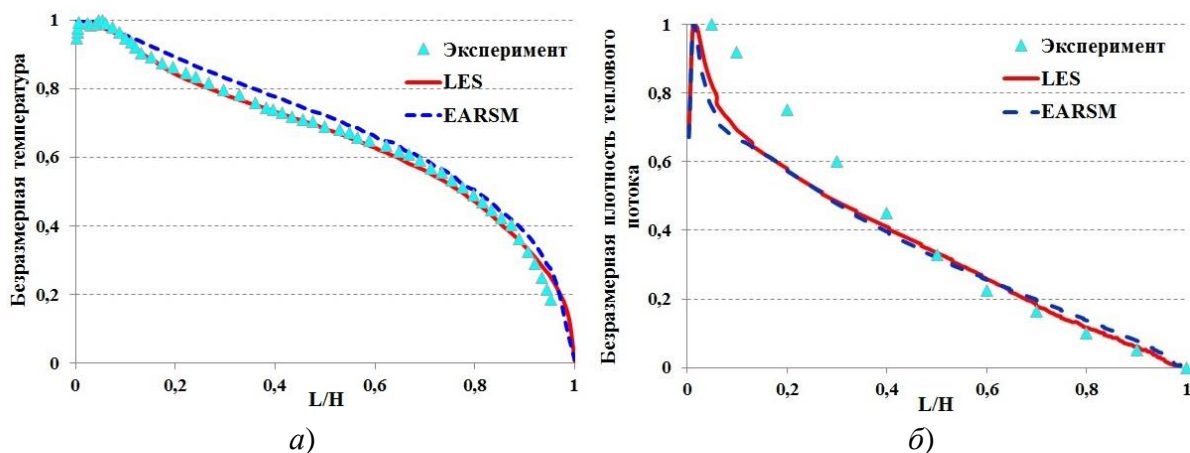 Безразмерная температура
1
0,8
0,6
0,4
0,2
0
0 0,2 0,4 0,6 0,8 1
L/H
Эксперимент
LES
EARSM
а)
Безразмерная плотность теплового
потока
1
0,8
0,6
0,4
0,2
0
0 0,2 0,4 0,6 0,8 1
L/H
Эксперимент
LES
EARSM
б)